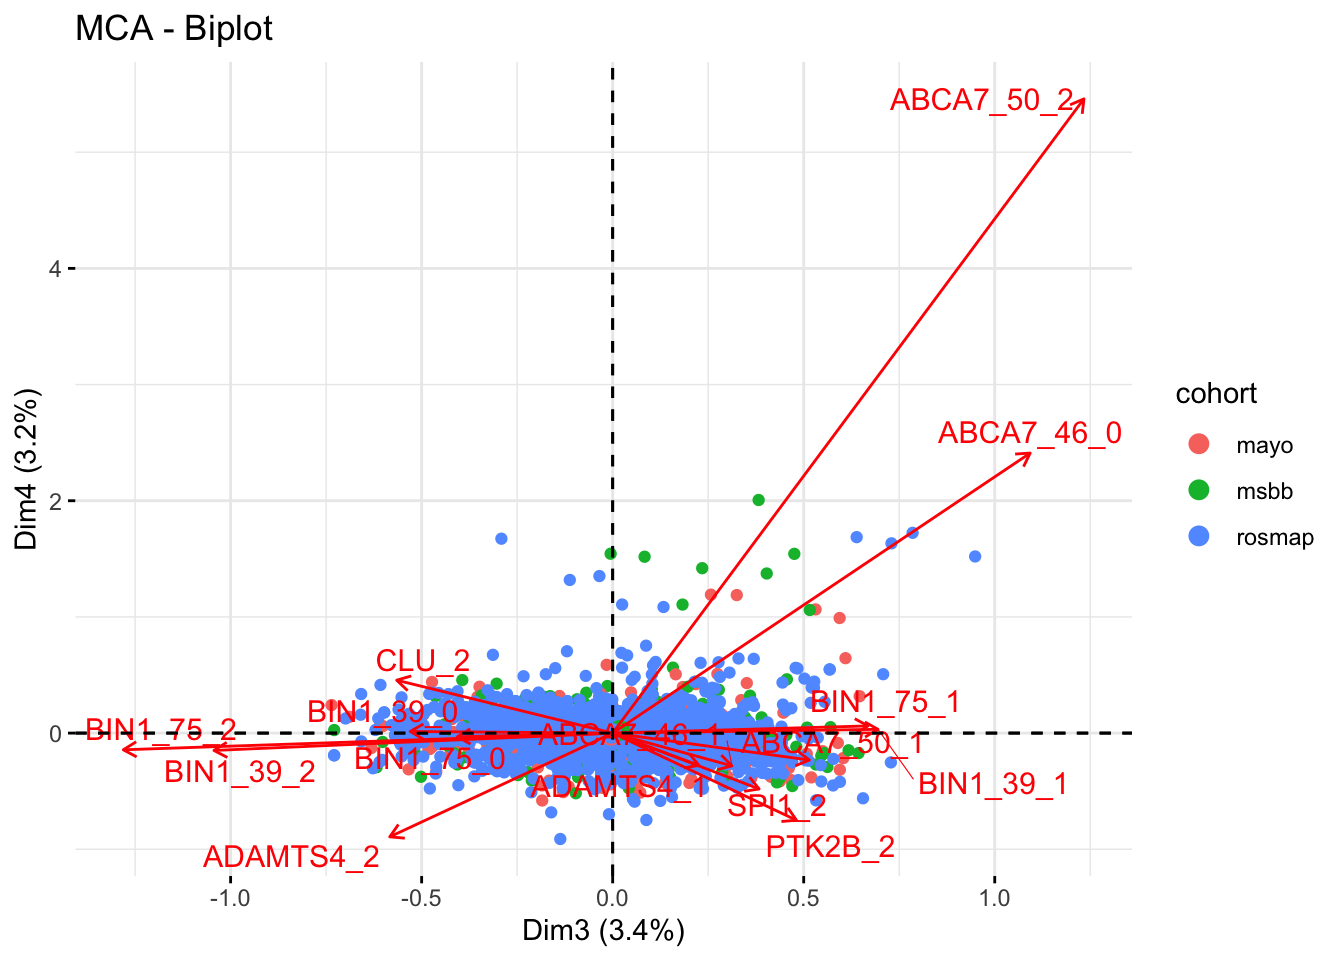 MCA - Biplot
ABCA7_50_2
4
cohort
ABCA7_46_0
mayo
Dim4 (3.2%)
2
msbb
rosmap
CLU_2
BIN1_75_1
BIN1_39_0
BIN1_75_2
0
ABCA7_46_1
ABCA7_50_1
BIN1_75_0
BIN1_39_2
BIN1_39_1
ADAMTS4_1
SPI1_2
PTK2B_2
ADAMTS4_2
-1.0
-0.5
0.0
0.5
1.0
Dim3 (3.4%)